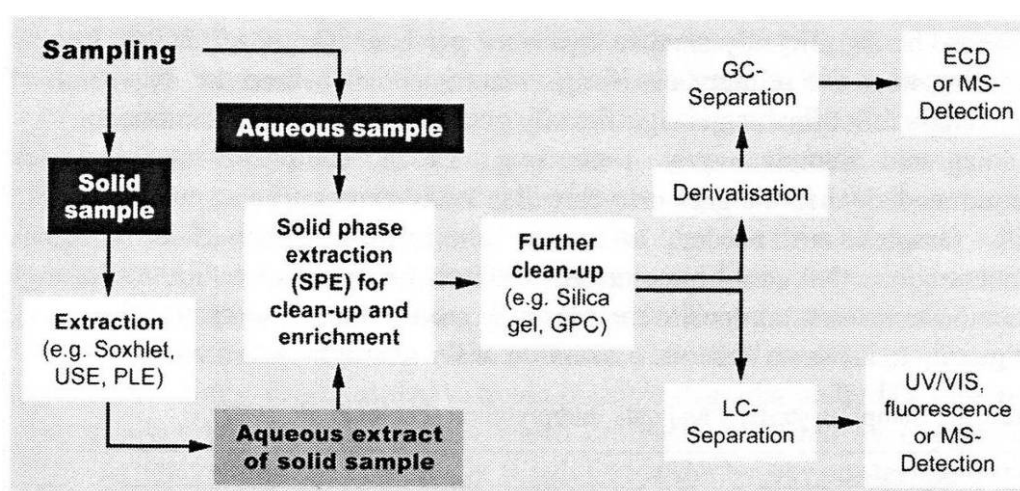 Sampling
Aqueous sample
Solid
sample
Extraction
(e.g. Soxhlet,
USE, PLE)
Aqueous extract
of solid sample
Solid phase
extraction
(SPE) for
clean-up and
enrichment
Further
clean-up
(e.g. Silica
gel, GPC)
Derivatisation
GC-
Separation
ECD
or MS-
Detection
LC-
Separation
UV/VIS,
fluorescence
or MS-
Detection